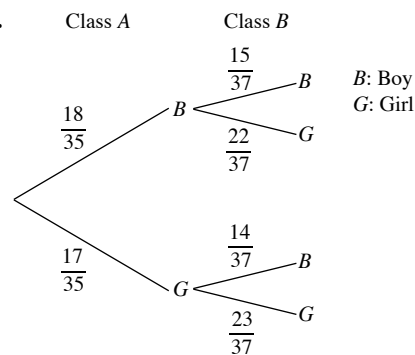 Class A Class B
15/37
B
B: Boy
G: Girl
18/35
B
22/37
G
17/35
14/37
B
G
23/37
G